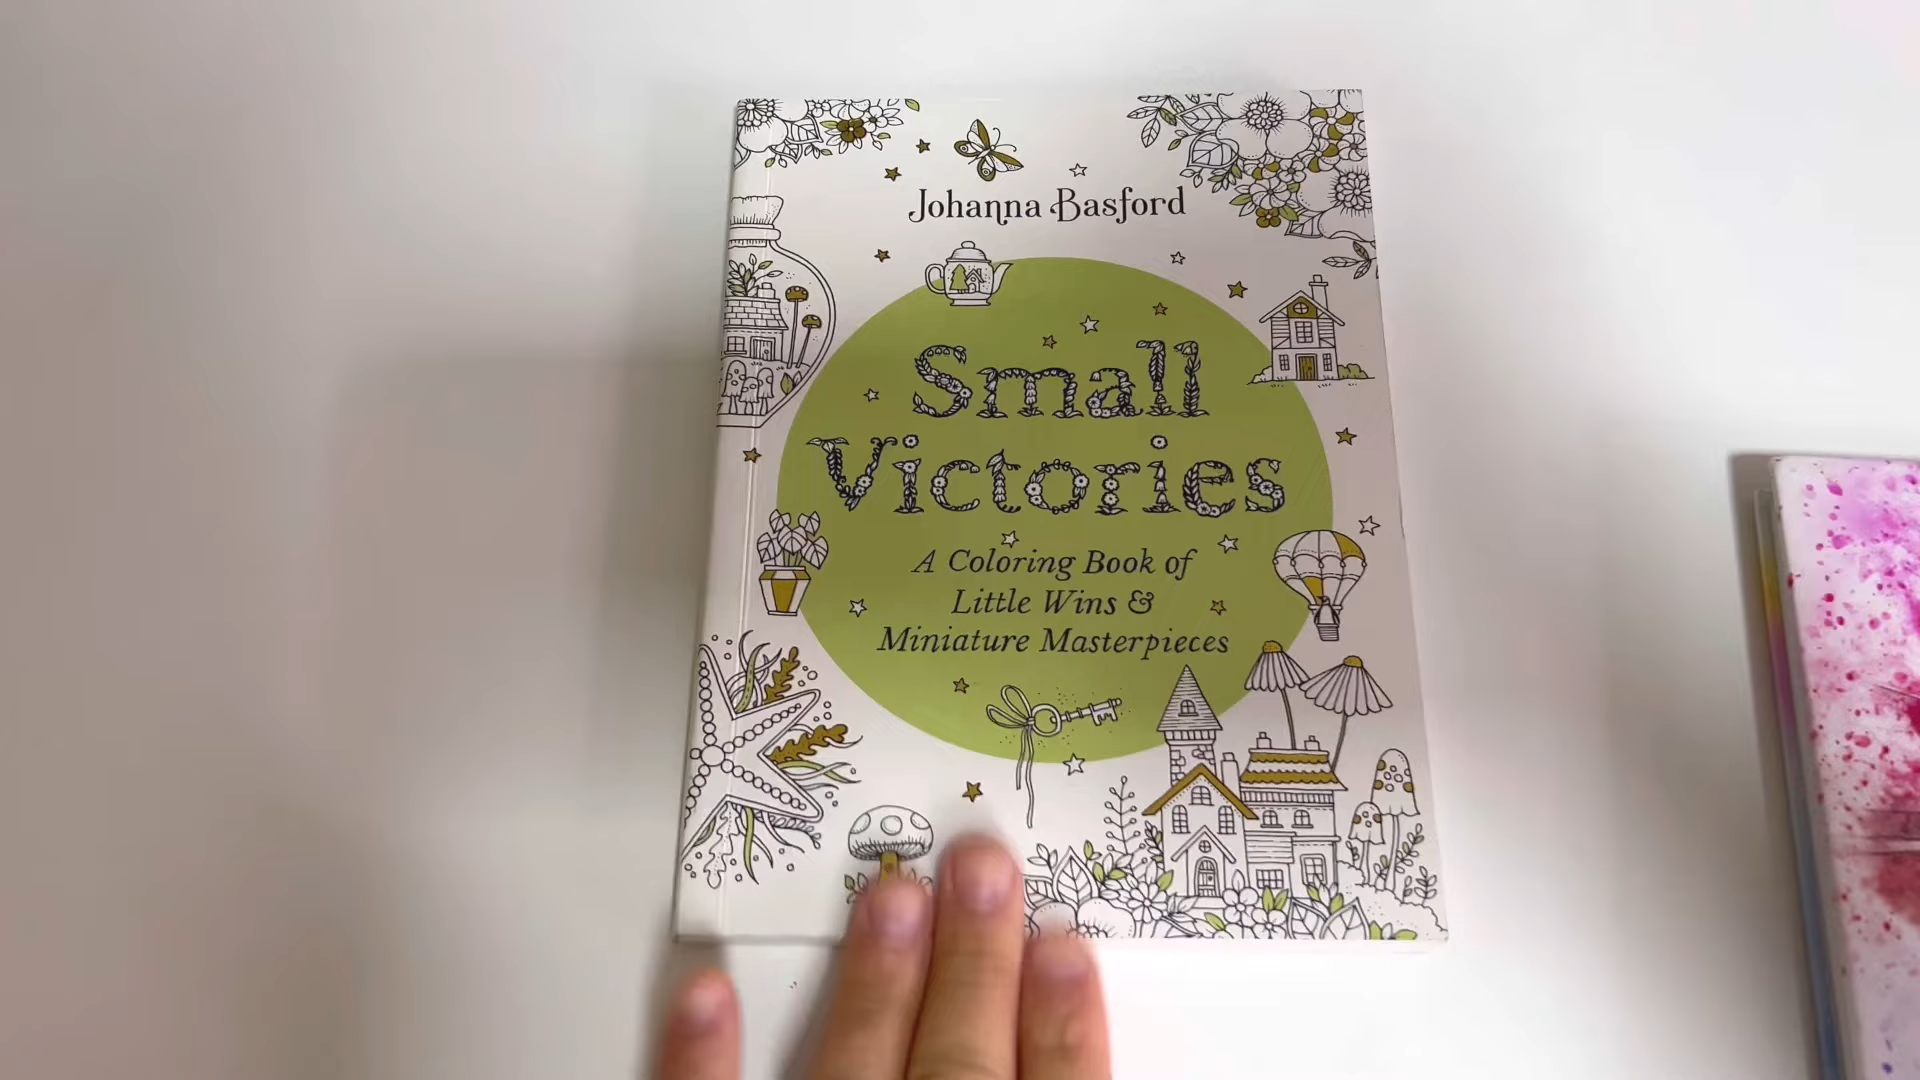 Johanna Basford
Small
Victories
A Coloring Book of
Little Wins &
Miniature Masterpieces